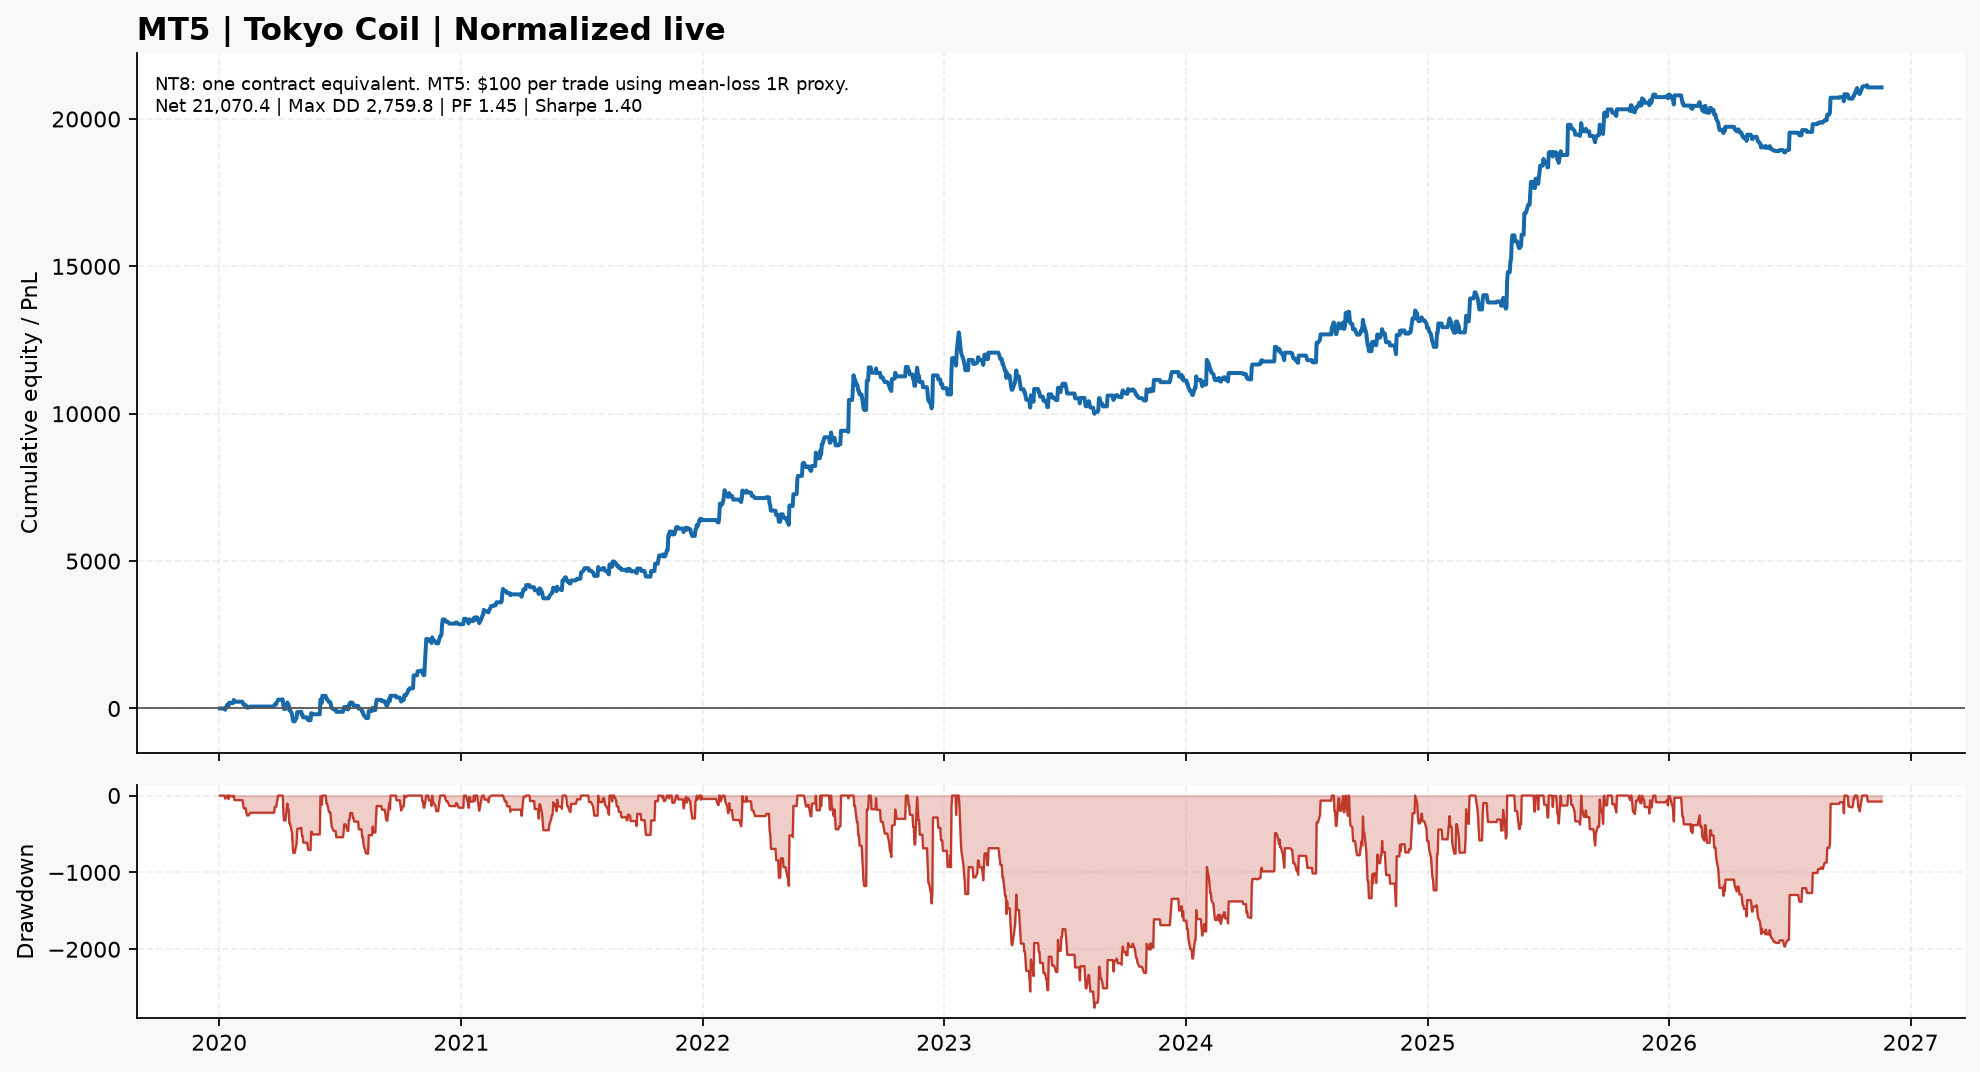 MT5 | Tokyo Coil | Normalized live
NT8: one contract equivalent. MT5: $100 per trade using mean-loss 1R proxy.
Net 21,070.4 | Max DD 2,759.8 | PF 1.45 | Sharpe 1.40
Cumulative equity / PnL
20000
15000
10000
5000
0
Drawdown
0
−1000
−2000
2020 2021 2022 2023 2024 2025 2026 2027